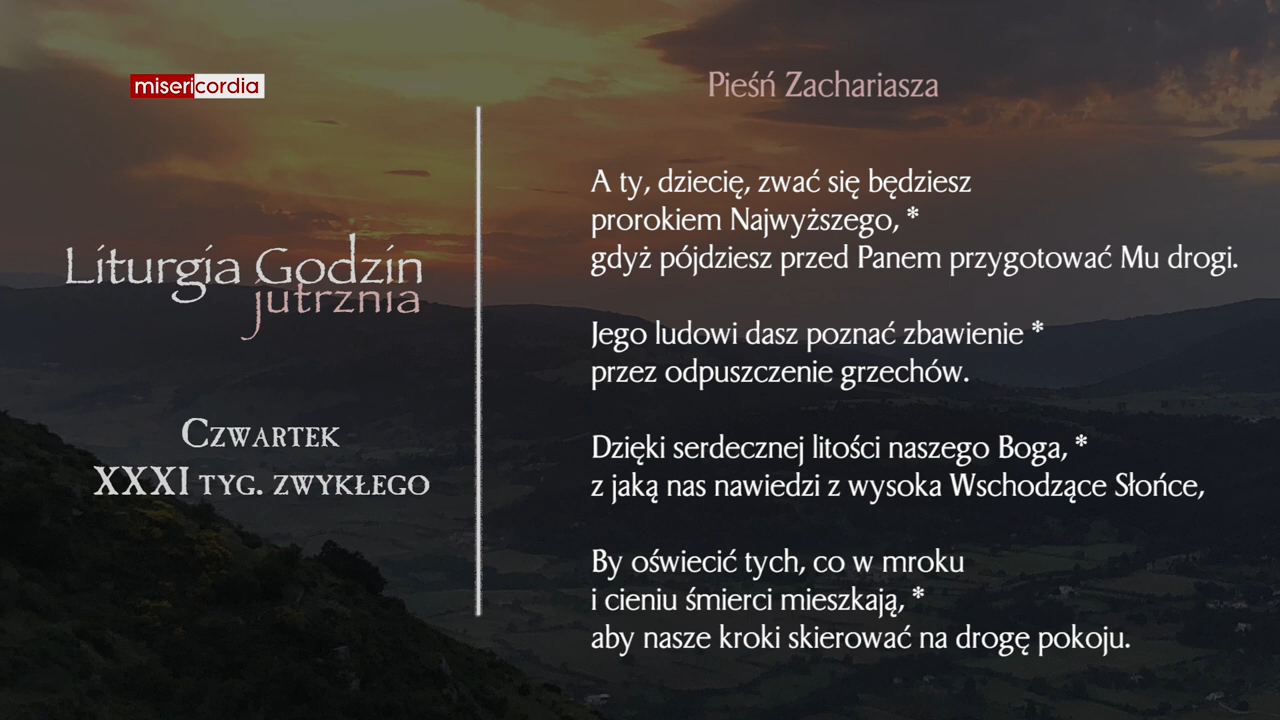 misericordia
Liturgia Godzin
jutrznia
Czwartek
XXXI tyg. zwykłego
Pieśń Zachariasza
A ty, dziecię, zwać się będziesz
prorokiem Najwyższego, *
gdyż pójdziesz przed Panem przygotować Mu drogi.
Jego ludowi dasz poznać zbawienie *
przez odpuszczenie grzechów.
Dzięki serdecznej litości naszego Boga, *
z jaką nas nawiedzi z wysoka Wschodzące Słońce,
By oświecić tych, co w mroku
i cieniu śmierci mieszkają, *
aby nasze kroki skierować na drogę pokoju.